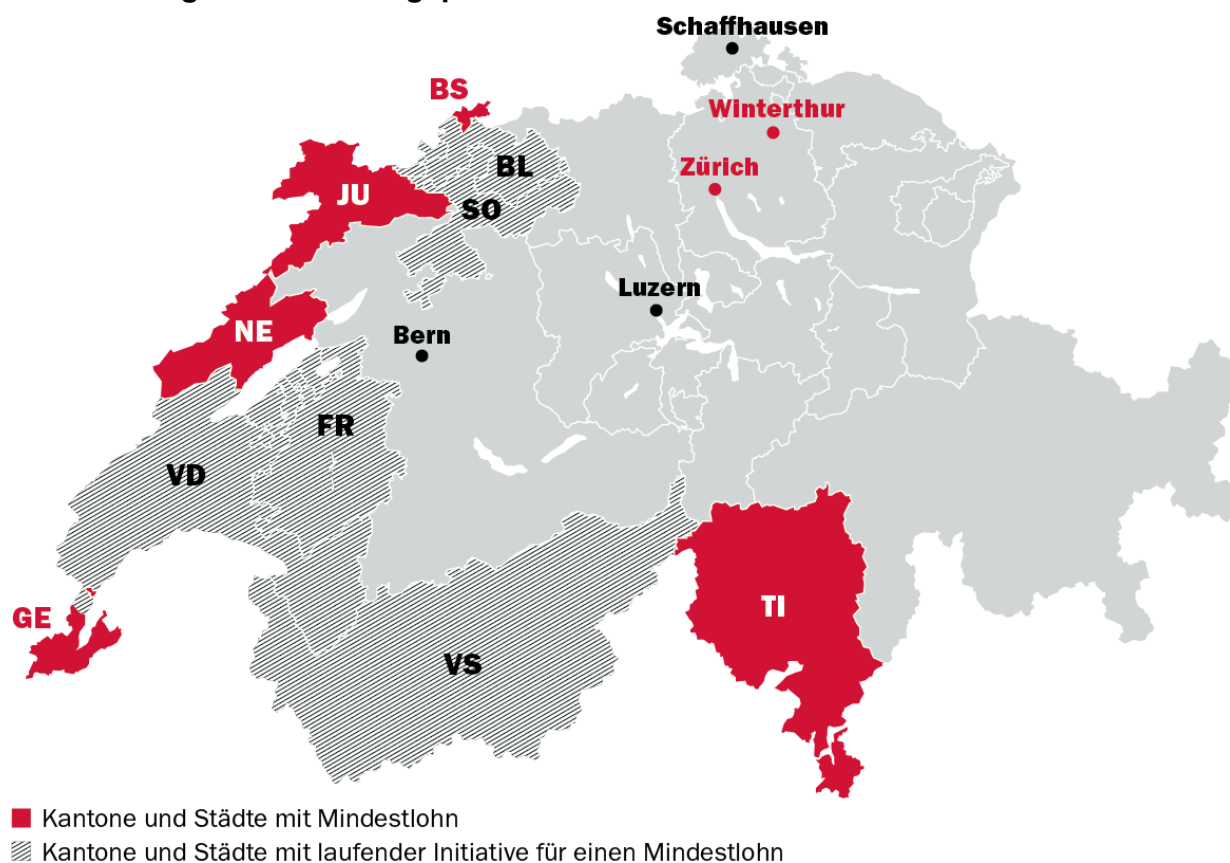 Schaffhausen
BS
Winterthur
BL
Zürich
JU
SO
Luzern
NE
Bern
FR
VD
TI
GE
VS
Kantone und Städte mit Mindestlohn
Kantone und Städte mit laufender Initiative für einen Mindestlohn